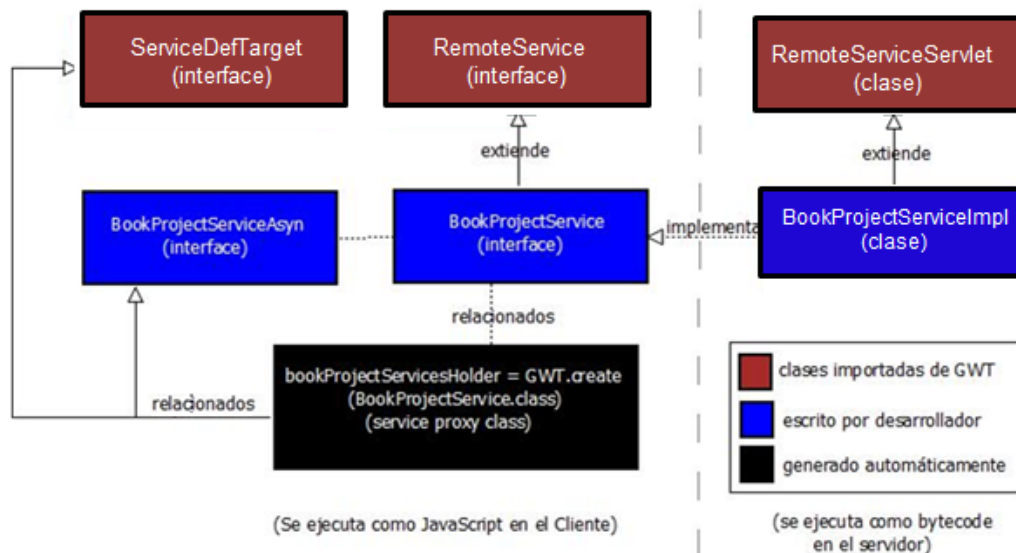 ServiceDefTarget
(interface)
RemoteService
(interface)
RemoteServiceServlet
(clase)
extiende
extiende
BookProjectServiceAsyn
(interface)
BookProjectService
(interface)
implementa
BookProjectServiceImpl
(clase)
relacionados
bookProjectServicesHolder = GWT.create
(BookProjectService.class)
(service proxy class)
relacionados
clases importadas de GWT
escrito por desarrollador
generado automáticamente
(Se ejecuta como JavaScript en el Cliente)
(se ejecuta como bytecode
en el servidor)